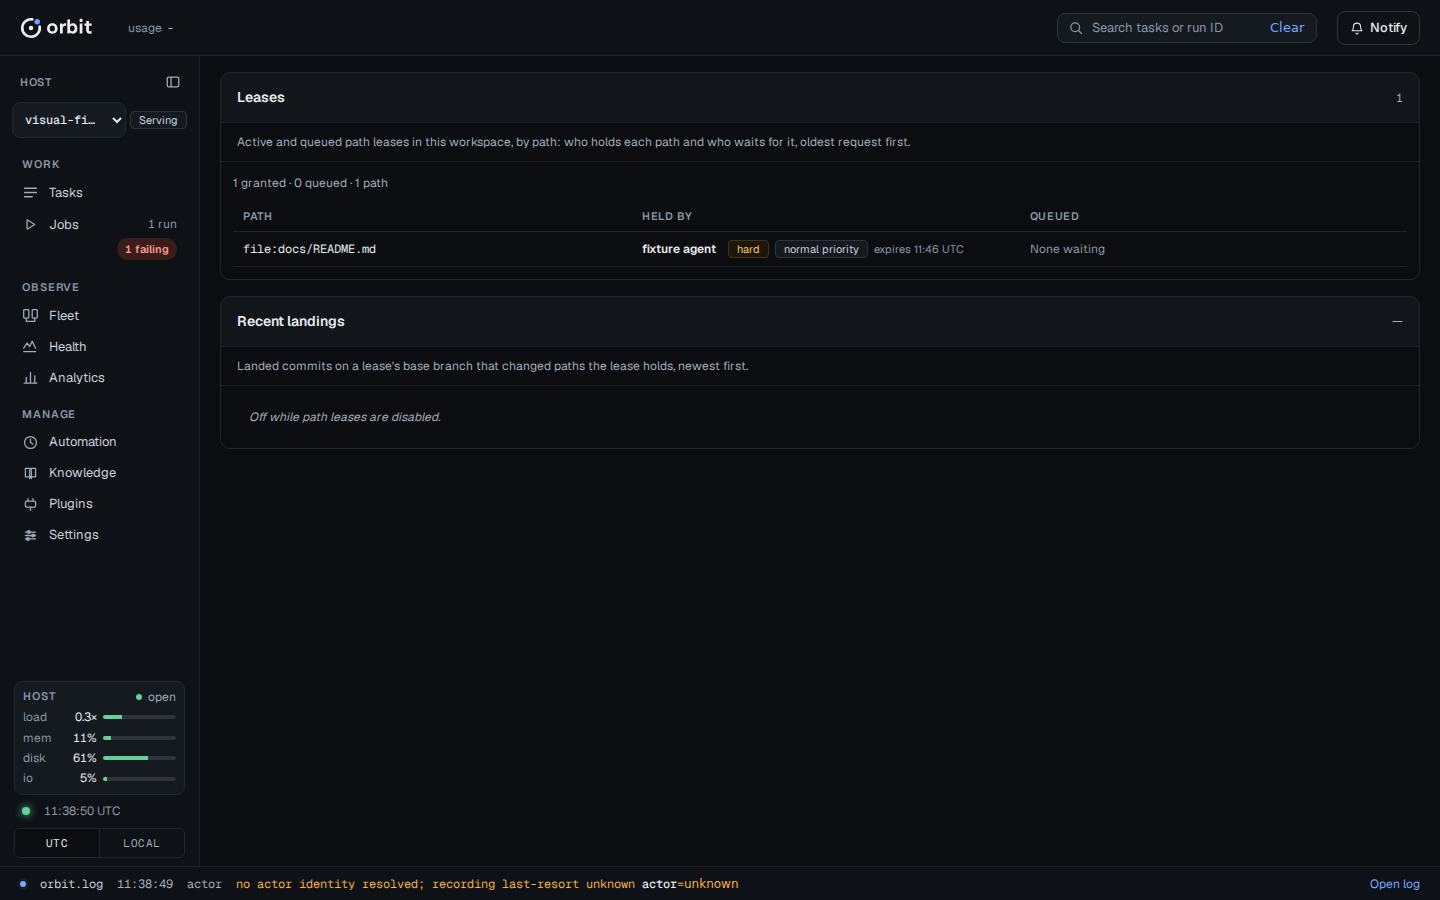 orbit
usage -
Search tasks or run ID
Clear
Notify
HOST
visual-fi…
Serving
WORK
Tasks
Jobs
1 run
1 failing
OBSERVE
Fleet
Health
Analytics
MANAGE
Automation
Knowledge
Plugins
Settings
HOST
open
load 0.3×
mem 11%
disk 61%
io 5%
11:38:50 UTC
UTC LOCAL
Leases 1
Active and queued path leases in this workspace, by path: who holds each path and who waits for it, oldest request first.
1 granted · 0 queued · 1 path
PATH HELD BY QUEUED
file:docs/README.md fixture agent hard normal priority expires 11:46 UTC None waiting
Recent landings —
Landed commits on a lease's base branch that changed paths the lease holds, newest first.
Off while path leases are disabled.
orbit.log 11:38:49 actor no actor identity resolved; recording last-resort unknown actor=unknown
Open log